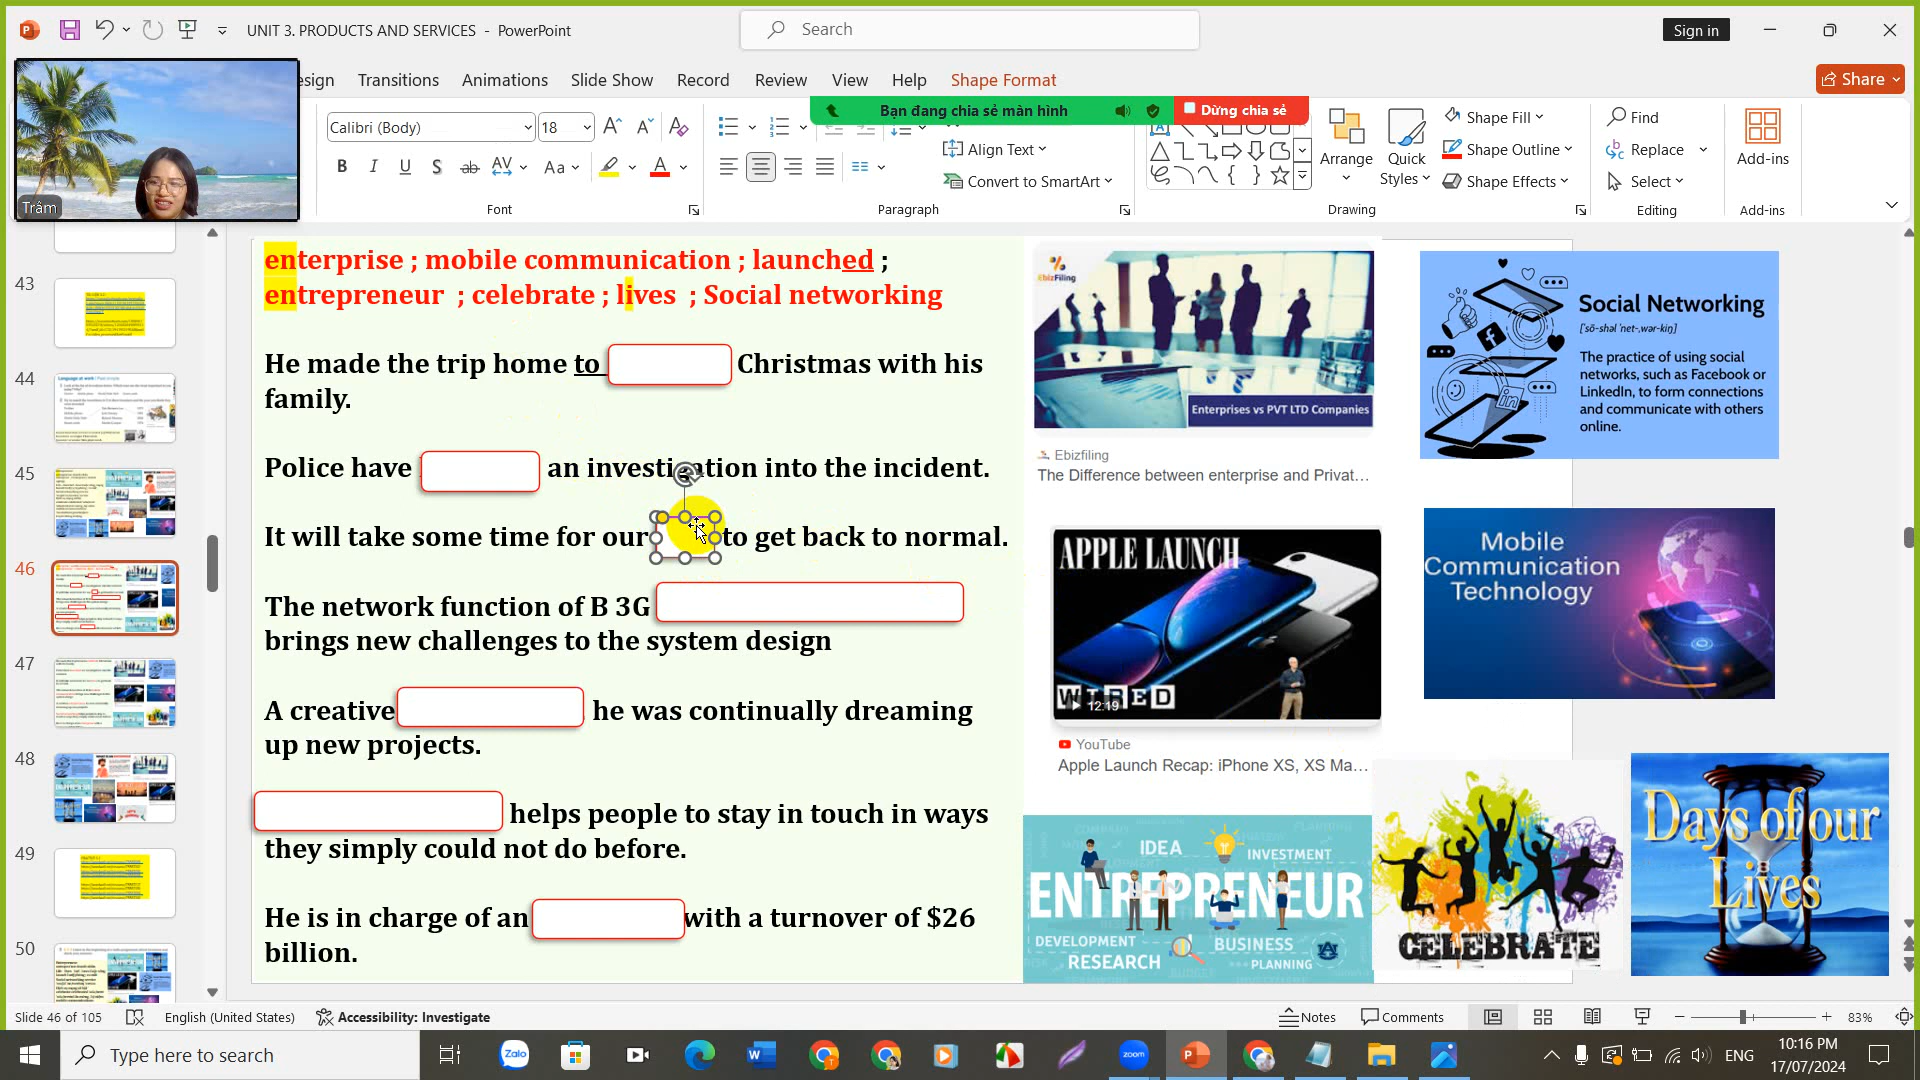 UNIT 3. PRODUCTS AND SERVICES - PowerPoint
Search
Sign in
Transitions Animations Slide Show Record Review View Help Shape Format
Share
Trâm
Bạn đang chia sẻ màn hình
Dừng chia sẻ
Calibri (Body) 18
Align Text
Convert to SmartArt
Arrange
Quick Styles
Shape Fill
Shape Outline
Shape Effects
Find
Replace
Select
Add-ins
Font Paragraph Drawing Editing Add-ins
enterprise ; mobile communication ; launched ;
entrepreneur ; celebrate ; lives ; Social networking
He made the trip home to Christmas with his
family.
Police have an investigation into the incident.
It will take some time for our to get back to normal.
The network function of B 3G
brings new challenges to the system design
A creative he was continually dreaming
up new projects.
helps people to stay in touch in ways
they simply could not do before.
He is in charge of an with a turnover of $26
billion.
EbizFiling
Enterprises vs PVT LTD Companies
Ebizfiling
The Difference between enterprise and Privat...
APPLE LAUNCH
WIRED
12:19
YouTube
Apple Launch Recap: iPhone XS, XS Ma...
IDEA
INVESTMENT
ENTREPRENEUR
DEVELOPMENT
BUSINESS
RESEARCH
PLANNING
Social Networking
['sō-shəl 'net-,wər-kiŋ]
The practice of using social
networks, such as Facebook or
LinkedIn, to form connections
and communicate with others
online.
Mobile
Communication
Technology
CELEBRATE
Days of our
Lives
43
44
45
46
47
48
49
50
Slide 46 of 105 English (United States) Accessibility: Investigate
Notes Comments 83%
Type here to search
Zalo
zoom
ENG
10:16 PM
17/07/2024